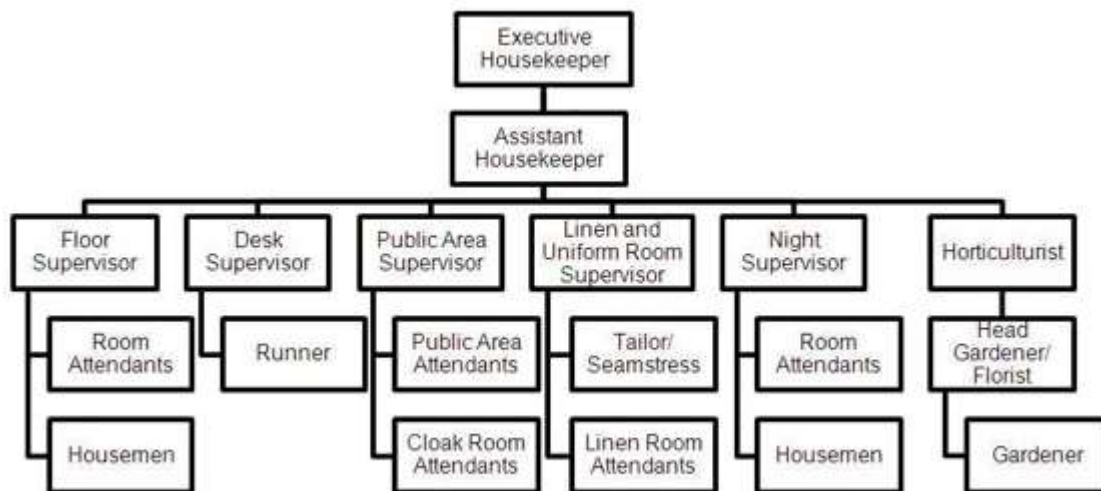 Executive
Housekeeper
Assistant
Housekeeper
Floor
Supervisor
Desk
Supervisor
Public Area
Supervisor
Linen and
Uniform Room
Supervisor
Night
Supervisor
Horticulturist
Room
Attendants
Runner
Public Area
Attendants
Tailor/
Seamstress
Room
Attendants
Head
Gardener/
Florist
Housemen
Cloak Room
Attendants
Linen Room
Attendants
Housemen
Gardener